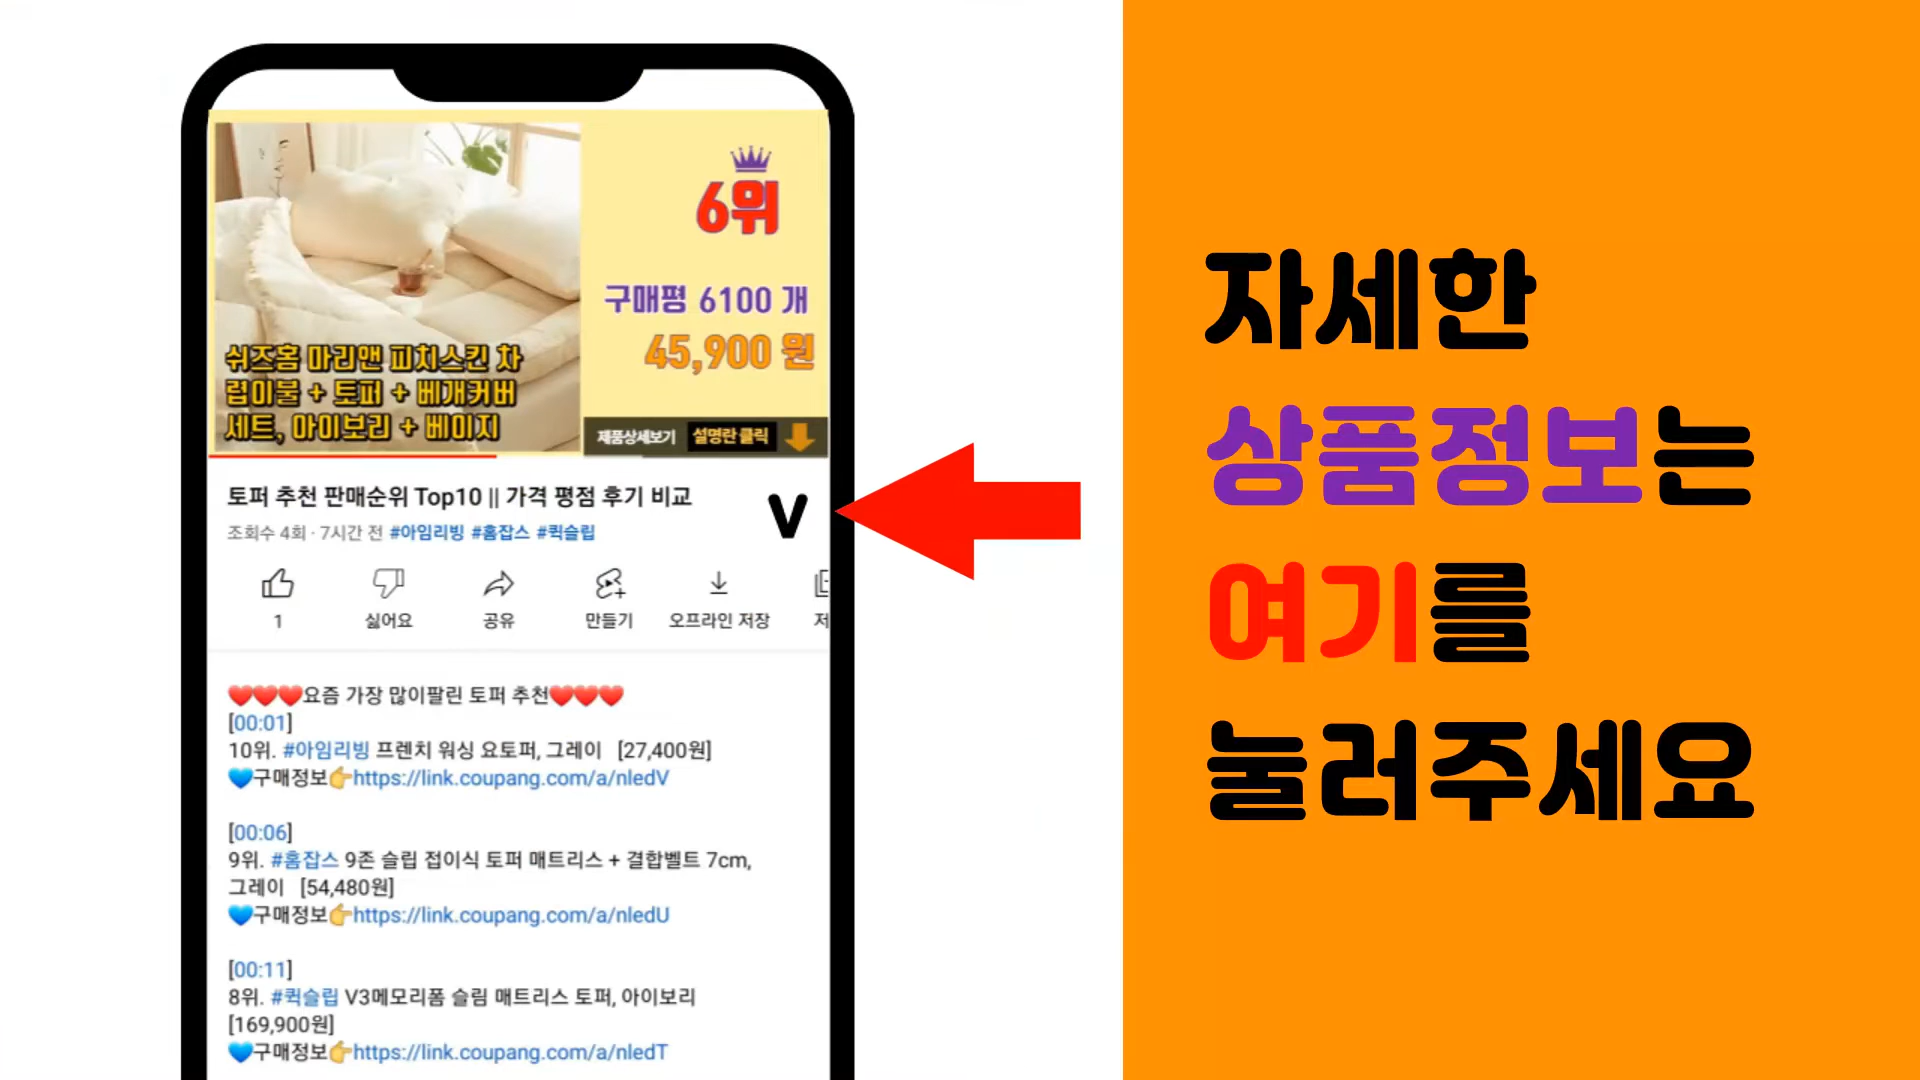 6위
구매평 6100 개
45,900 원
쉬즈홈 마리앤 피치스킨 차
렵이불 + 토퍼 + 베개커버
세트, 아이보리 + 베이지
제품상세보기 설명란 클릭
토퍼 추천 판매순위 Top10 || 가격 평점 후기 비교
V
조회수 4회 · 7시간 전 #아임리빙 #홈잡스 #퀵슬립
1 싫어요 공유 만들기 오프라인 저장 저
❤️❤️❤️요즘 가장 많이팔린 토퍼 추천❤️❤️❤️
[00:01]
10위. #아임리빙 프렌치 워싱 요토퍼, 그레이 [27,400원]
💙구매정보👉https://link.coupang.com/a/nledV
[00:06]
9위. #홈잡스 9존 슬립 접이식 토퍼 매트리스 + 결합벨트 7cm,
그레이 [54,480원]
💙구매정보👉https://link.coupang.com/a/nledU
[00:11]
8위. #퀵슬립 V3메모리폼 슬림 매트리스 토퍼, 아이보리
[169,900원]
💙구매정보👉https://link.coupang.com/a/nledT
자세한
상품정보는
여기를
눌러주세요